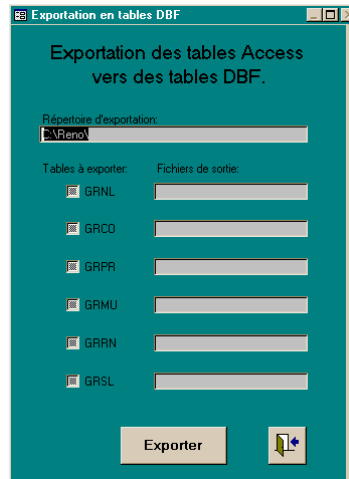 Exportation en tables DBF
Exportation des tables Access
vers des tables DBF.
Répertoire d'exportation:
C:\Reno\
Tables à exporter: Fichiers de sortie:
GRNL
GRCO
GRPR
GRMU
GRRN
GRSL
Exporter